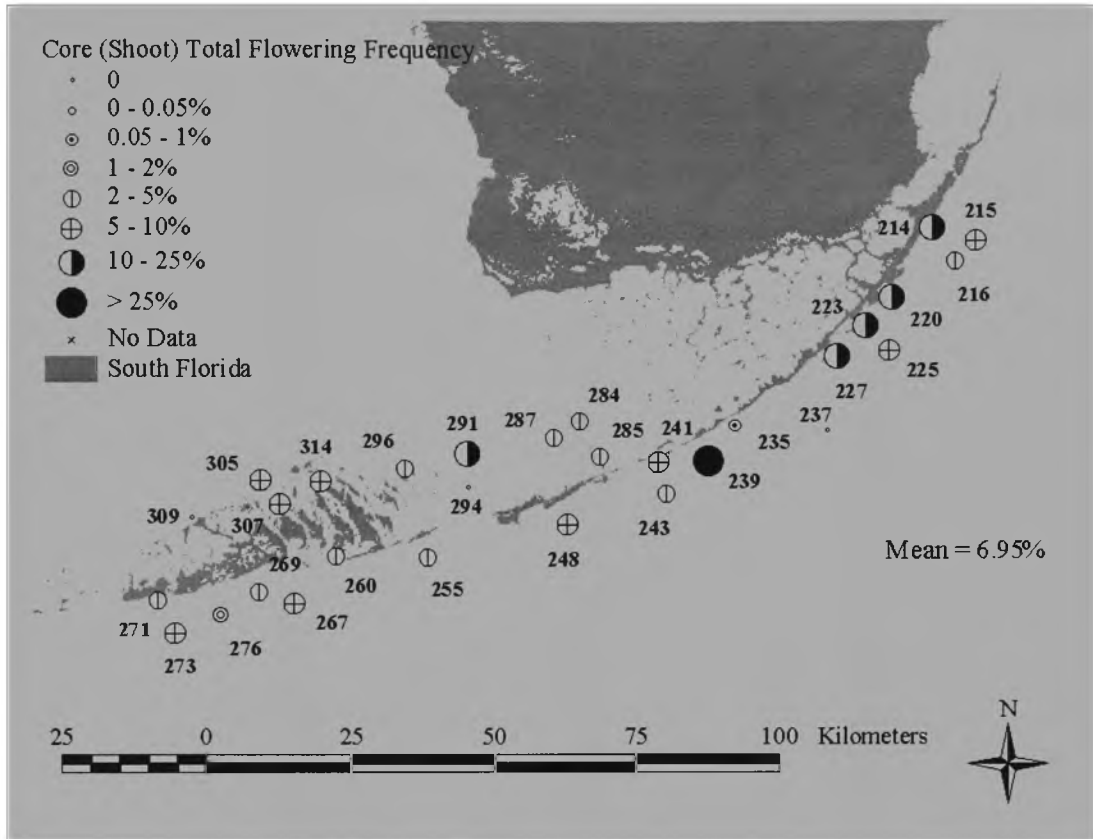 Core (Shoot) Total Flowering Frequency
0
0 - 0.05%
0.05 - 1%
1 - 2%
2 - 5%
5 - 10%
10 - 25%
> 25%
No Data
South Florida
214
215
216
220
223
225
227
237
235
239
241
243
284
285
287
291
294
296
248
314
305
307
309
269
260
255
267
276
271
273
Mean = 6.95%
25 0 25 50 75 100 Kilometers
N